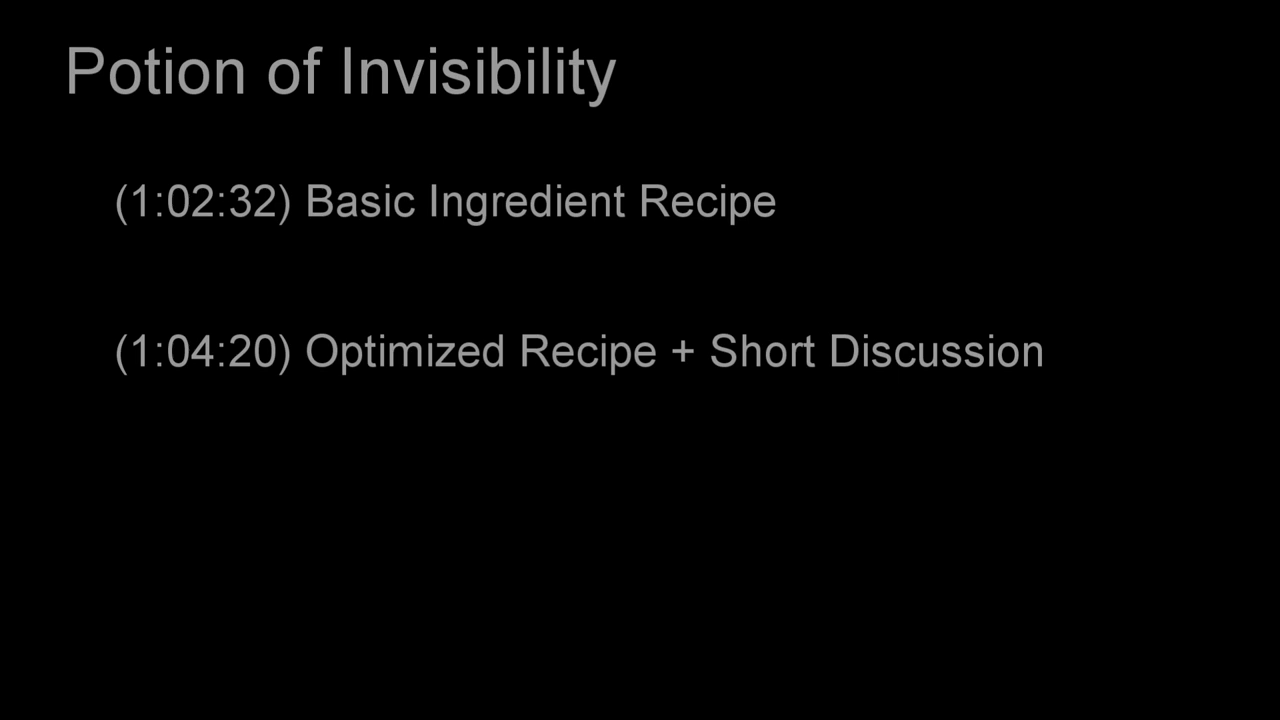 Potion of Invisibility
(1:02:32) Basic Ingredient Recipe
(1:04:20) Optimized Recipe + Short Discussion